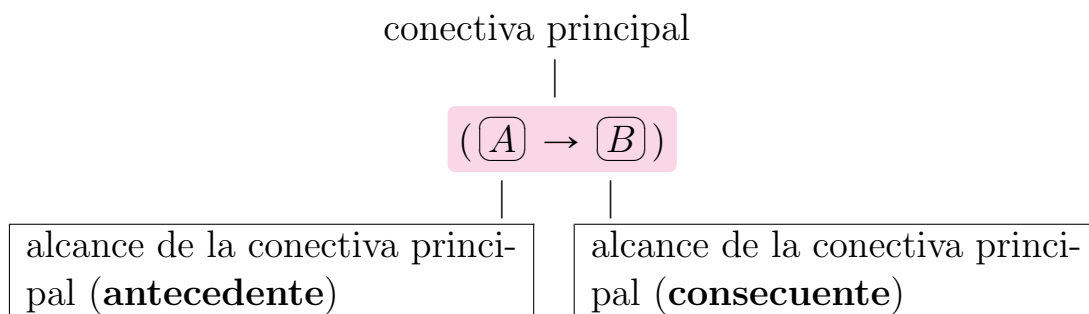 conectiva principal
(A → B)
alcance de la conectiva princi-
pal (antecedente)
alcance de la conectiva princi-
pal (consecuente)